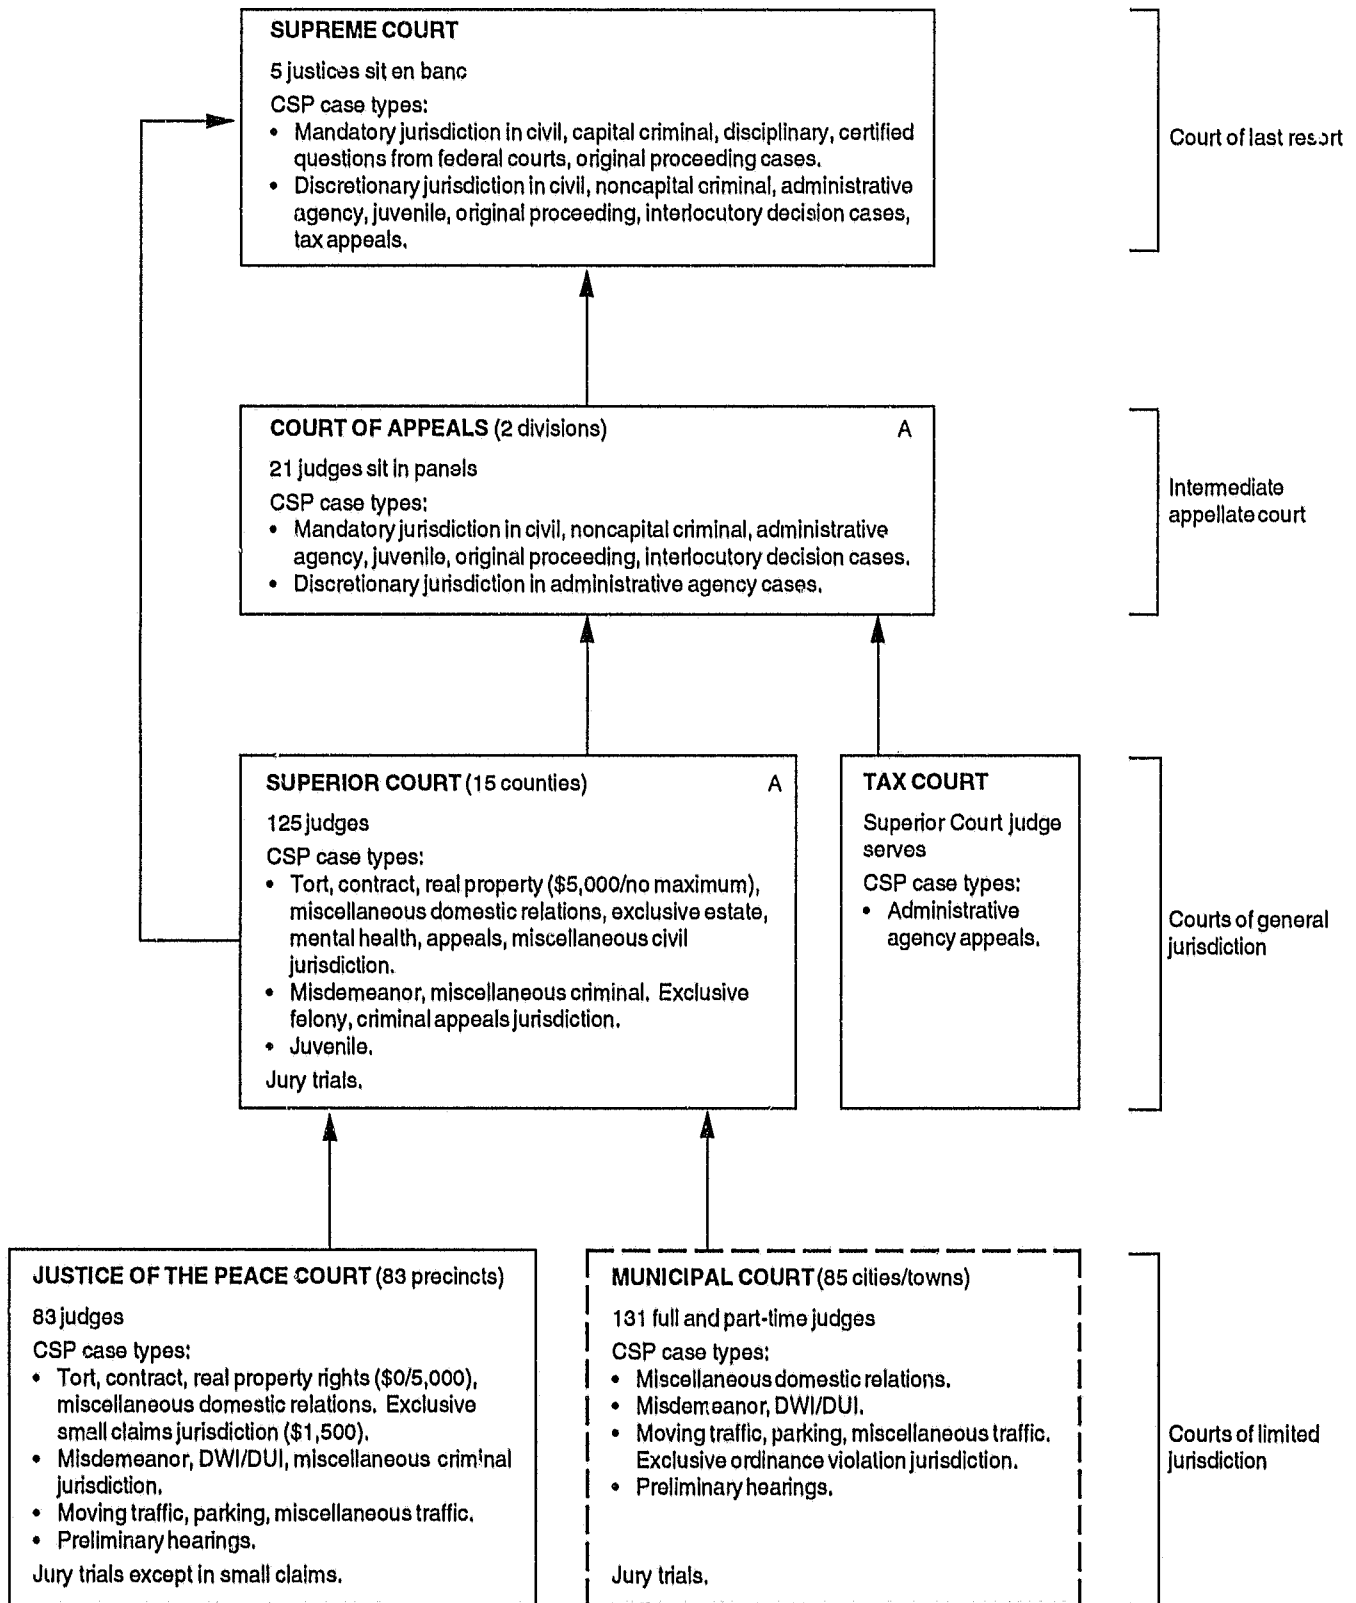 SUPREME COURT
5 justices sit en banc
CSP case types:
• Mandatory jurisdiction in civil, capital criminal, disciplinary, certified
questions from federal courts, original proceeding cases.
• Discretionary jurisdiction in civil, noncapital criminal, administrative
agency, juvenile, original proceeding, interlocutory decision cases,
tax appeals.
Court of last resort
COURT OF APPEALS (2 divisions) A
21 judges sit in panels
CSP case types:
• Mandatory jurisdiction in civil, noncapital criminal, administrative
agency, juvenile, original proceeding, interlocutory decision cases.
• Discretionary jurisdiction in administrative agency cases.
Intermediate
appellate court
SUPERIOR COURT (15 counties) A
125 judges
CSP case types:
• Tort, contract, real property ($5,000/no maximum),
miscellaneous domestic relations, exclusive estate,
mental health, appeals, miscellaneous civil
jurisdiction.
• Misdemeanor, miscellaneous criminal. Exclusive
felony, criminal appeals jurisdiction.
• Juvenile.
Jury trials.
TAX COURT
Superior Court judge
serves
CSP case types:
• Administrative
agency appeals.
Courts of general
jurisdiction
JUSTICE OF THE PEACE COURT (83 precincts)
83 judges
CSP case types:
• Tort, contract, real property rights ($0/5,000),
miscellaneous domestic relations. Exclusive
small claims jurisdiction ($1,500).
• Misdemeanor, DWI/DUI, miscellaneous criminal
jurisdiction.
• Moving traffic, parking, miscellaneous traffic.
• Preliminary hearings.
Jury trials except in small claims.
MUNICIPAL COURT (85 cities/towns)
131 full and part-time judges
CSP case types:
• Miscellaneous domestic relations.
• Misdemeanor, DWI/DUI.
• Moving traffic, parking, miscellaneous traffic.
Exclusive ordinance violation jurisdiction.
• Preliminary hearings.
Jury trials.
Courts of limited
jurisdiction